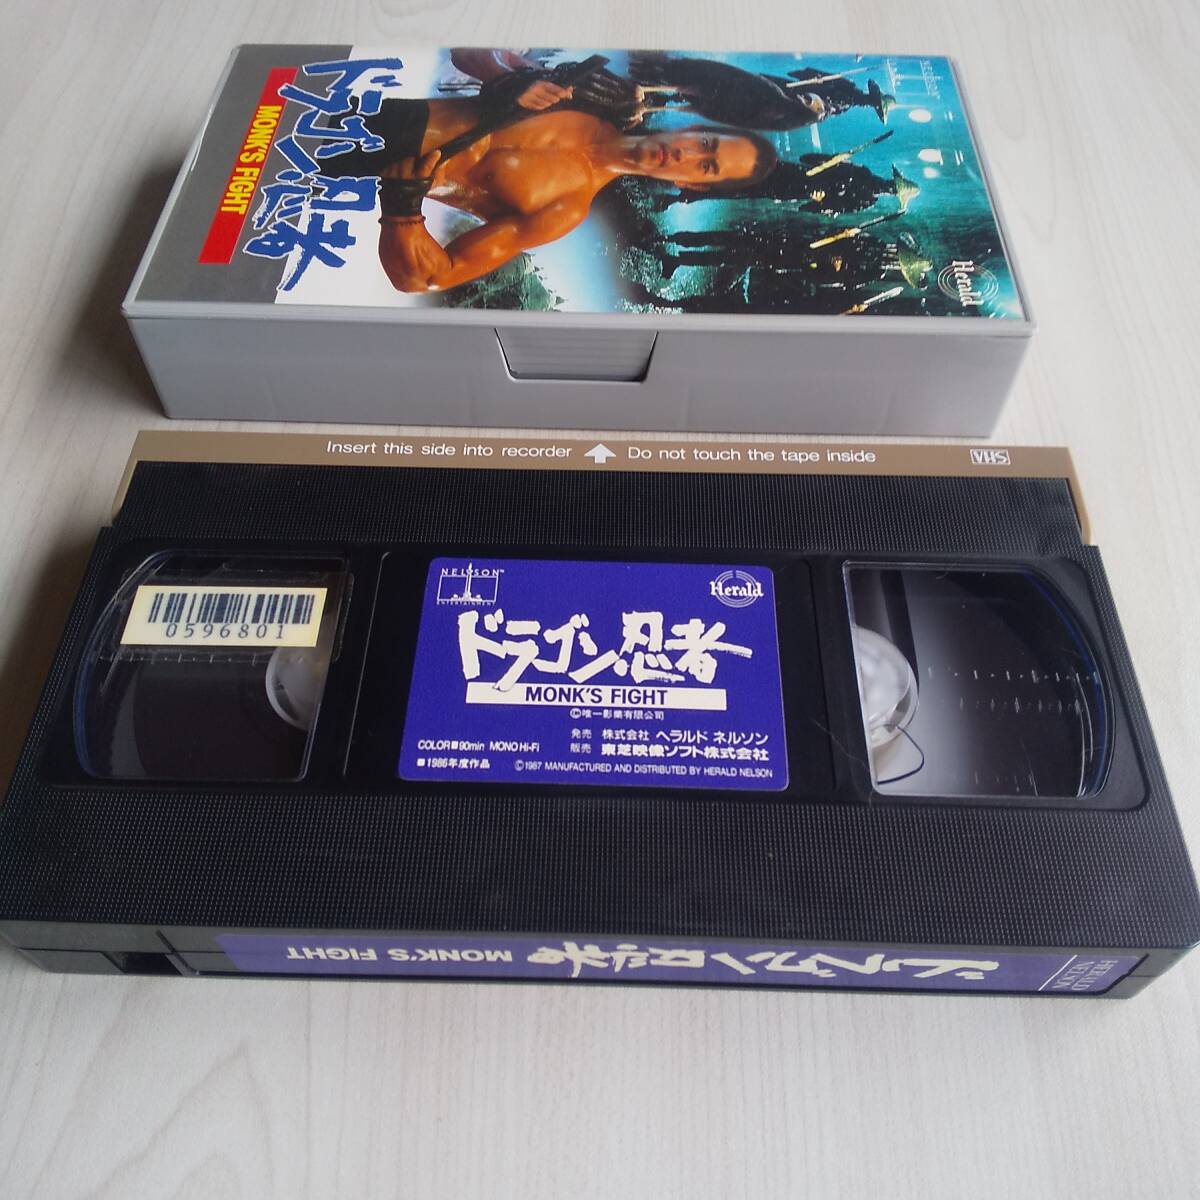 ドラゴン忍者
MONK'S FIGHT
Herald
Insert this side into recorder
Do not touch the tape inside
VHS
0596801
NELSON™
ENTERTAINMENT
Herald
ドラゴン忍者
MONK'S FIGHT
©唯一影業有限公司
発売 株式会社 ヘラルド ネルソン
販売 東芝映像ソフト株式会社
COLOR■90min MONO Hi-Fi
■1986年度作品
©1987 MANUFACTURED AND DISTRIBUTED BY HERALD NELSON
HERALD
NELSON
ドラゴン忍者
MONK'S FIGHT